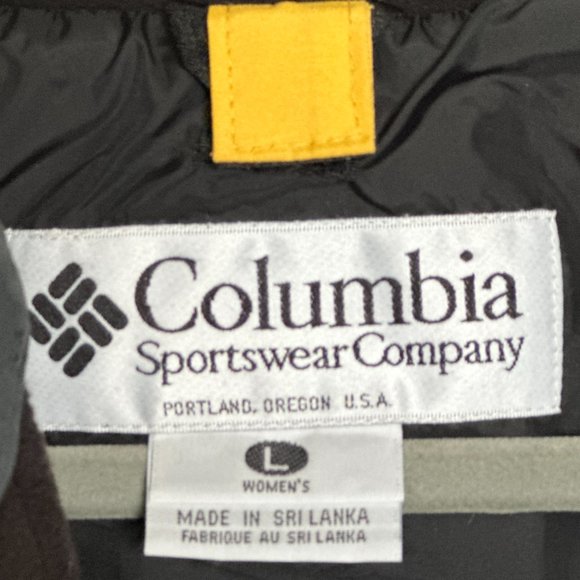 Columbia
Sportswear Company
PORTLAND, OREGON U.S.A.
L
WOMEN'S
MADE IN SRI LANKA
FABRIQUE AU SRI LANKA